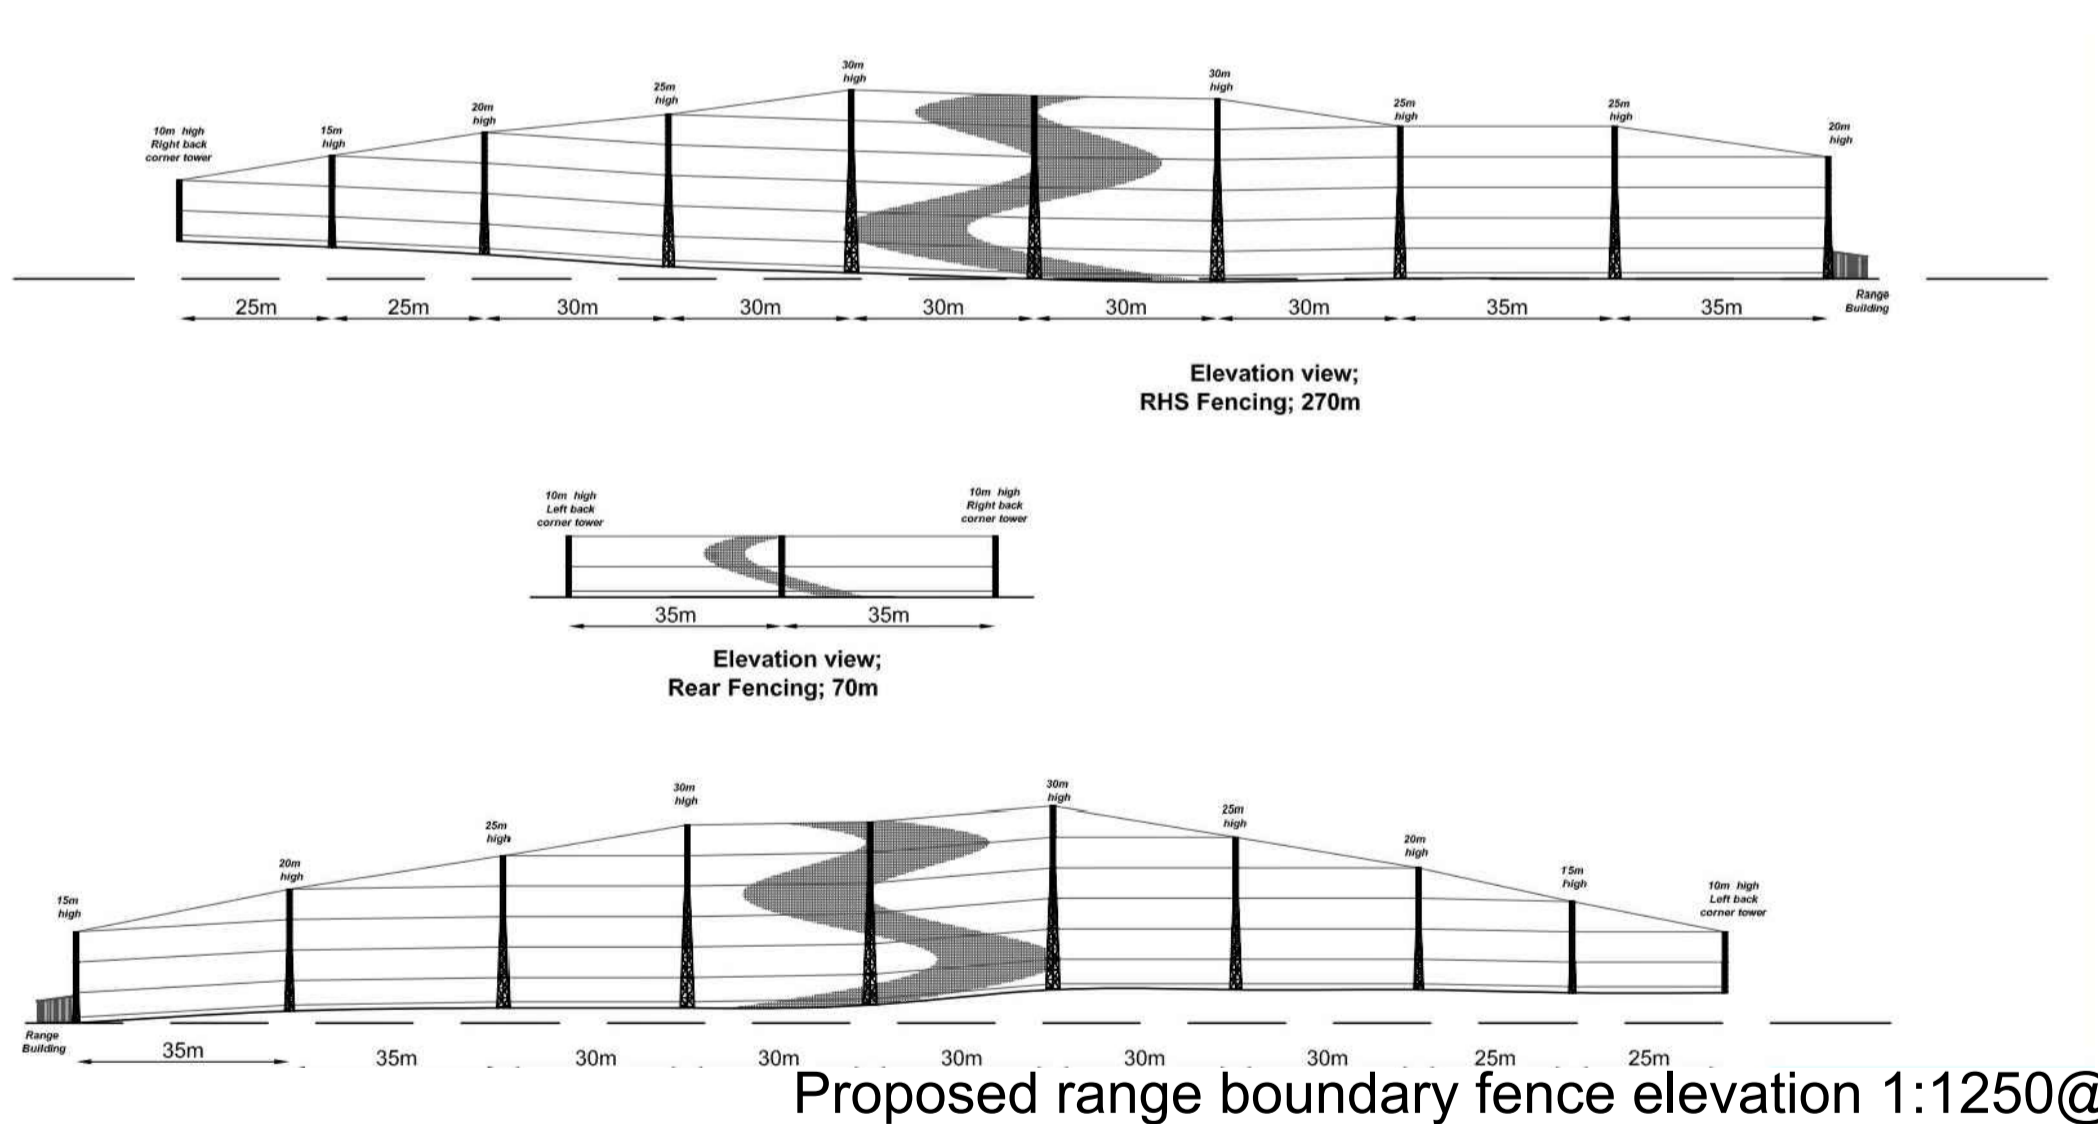 30m
high
30m
high
25m
high
20m
high
25m
high
25m
high
10m high
Right back
corner tower
15m
high
20m
high
Range
Building
25m 25m 30m 30m 30m 30m 30m 35m 35m
Elevation view;
RHS Fencing; 270m
10m high
Left back
corner tower
10m high
Right back
corner tower
35m 35m
Elevation view;
Rear Fencing; 70m
15m
high
20m
high
25m
high
30m
high
30m
high
25m
high
20m
high
15m
high
10m high
Left back
corner tower
Range
Building
35m 35m 30m 30m 30m 30m 30m 25m 25m
Proposed range boundary fence elevation 1:1250@